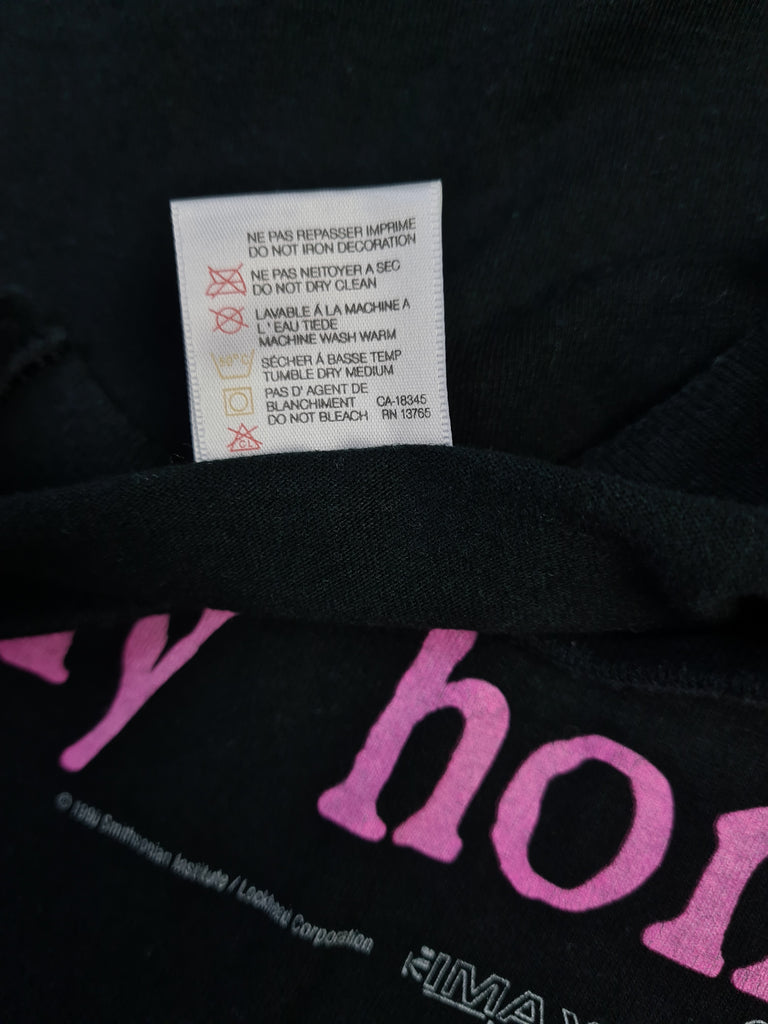 NE PAS REPASSER IMPRIME
DO NOT IRON DECORATION
NE PAS NEITOYER A SEC
DO NOT DRY CLEAN
LAVABLE Á LA MACHINE A
L'EAU TIEDE
MACHINE WASH WARM
SÉCHER Á BASSE TEMP
TUMBLE DRY MEDIUM
PAS D'AGENT DE
BLANCHIMENT CA-18345
DO NOT BLEACH RN 13765
CL
y hom
Smithsonian Institute / Lockheed Corporation
IMAX